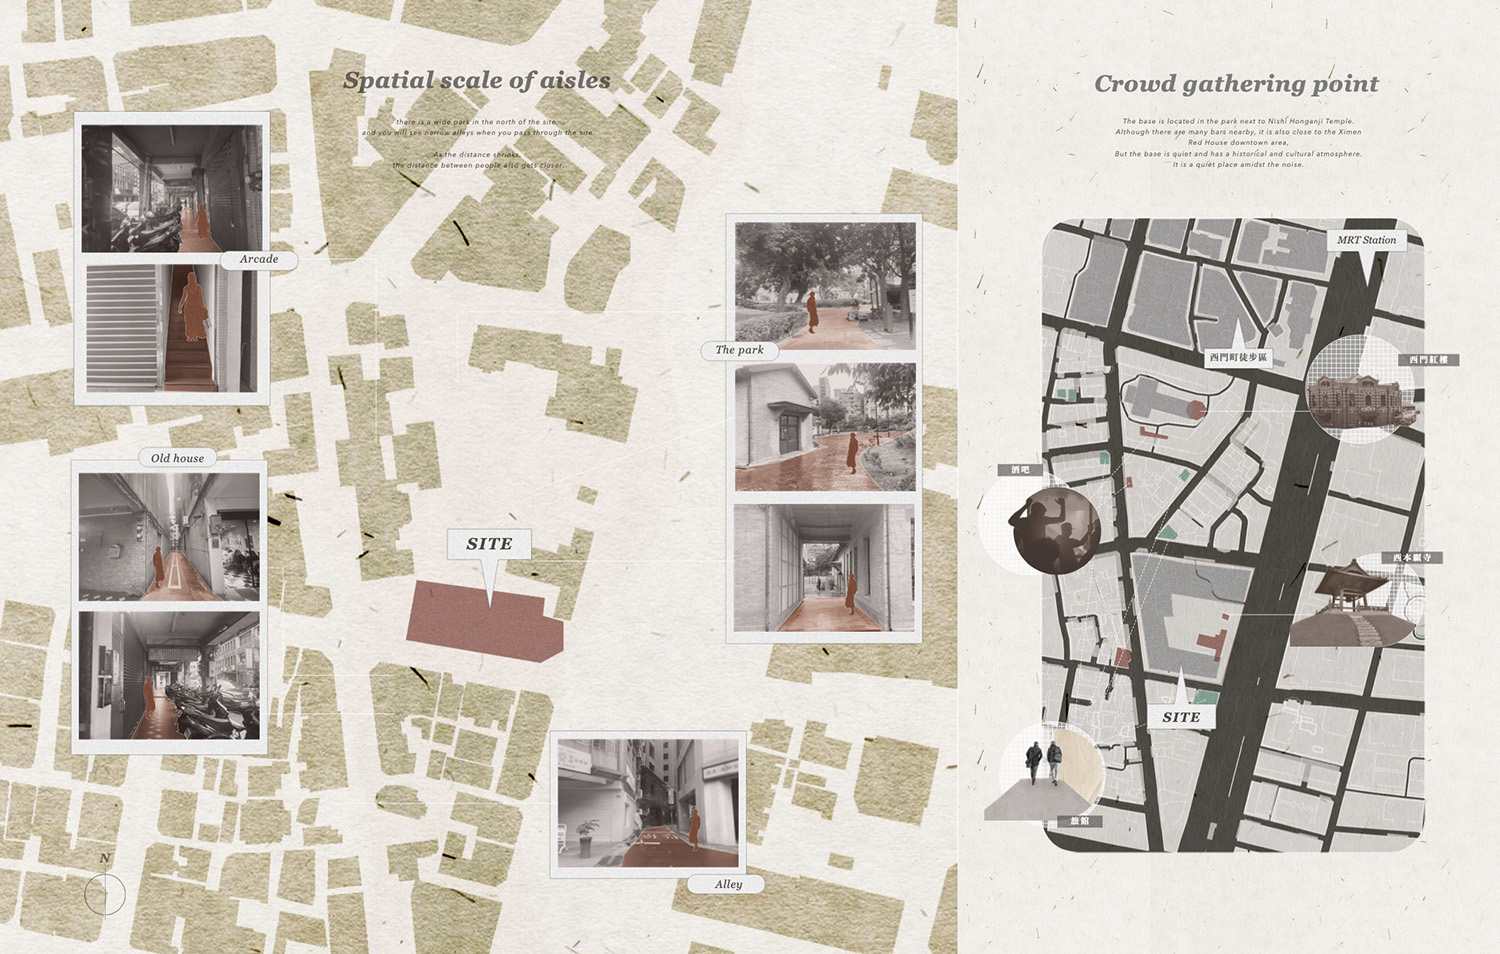 Spatial scale of aisles
there is a wide park in the north of the site,
and you will see narrow alleys when you pass through the site.
As the distance shrinks,
the distance between people also gets closer.
Arcade
Old house
The park
SITE
Alley
N
Crowd gathering point
The base is located in the park next to Nishi Honganji Temple.
Although there are many bars nearby, it is also close to the Ximen
Red House downtown area,
But the base is quiet and has a historical and cultural atmosphere.
It is a quiet place amidst the noise.
MRT Station
西門町徒步區
西門紅樓
酒吧
西本願寺
SITE
旅館